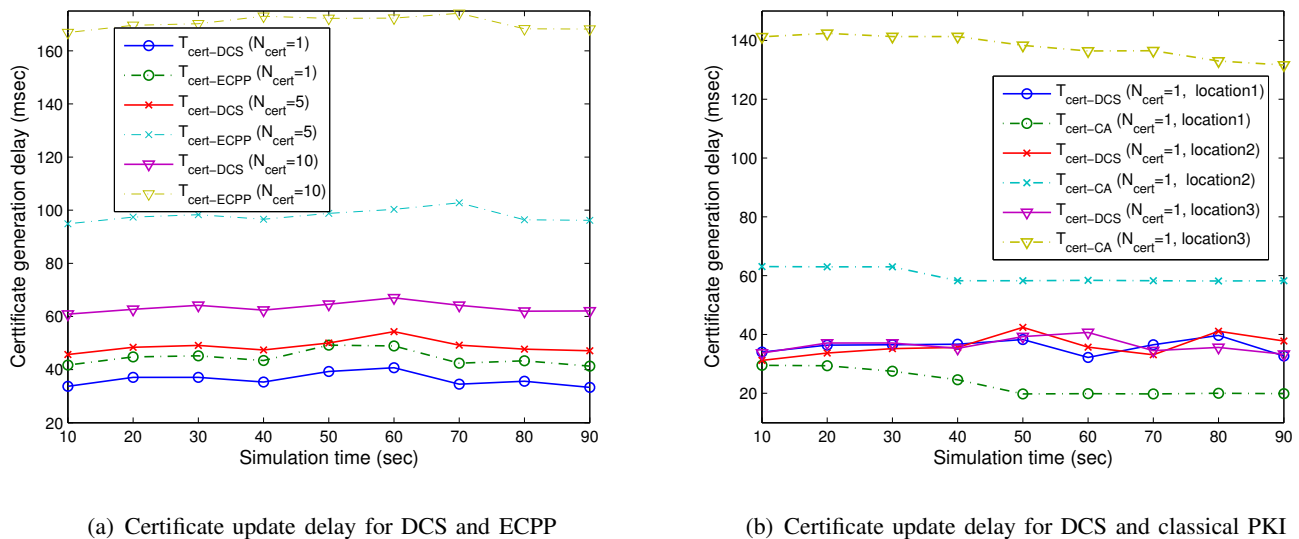 160
140
120
100
80
60
40
20
10 20 30 40 50 60 70 80 90
Simulation time (sec)
Certtificate generation delay (msec)
T_cert−DCS (N_cert=1)
T_cert−ECPP (N_cert=1)
T_cert−DCS (N_cert=5)
T_cert−ECPP (N_cert=5)
T_cert−DCS (N_cert=10)
T_cert−ECPP (N_cert=10)
(a) Certificate update delay for DCS and ECPP
140
120
100
80
60
40
20
10 20 30 40 50 60 70 80 90
Simulation time (sec)
Certtificate generation delay (msec)
T_cert−DCS (N_cert=1, location1)
T_cert−CA (N_cert=1, location1)
T_cert−DCS (N_cert=1, location2)
T_cert−CA (N_cert=1, location2)
T_cert−DCS (N_cert=1, location3)
T_cert−CA (N_cert=1, location3)
(b) Certificate update delay for DCS and classical PKI